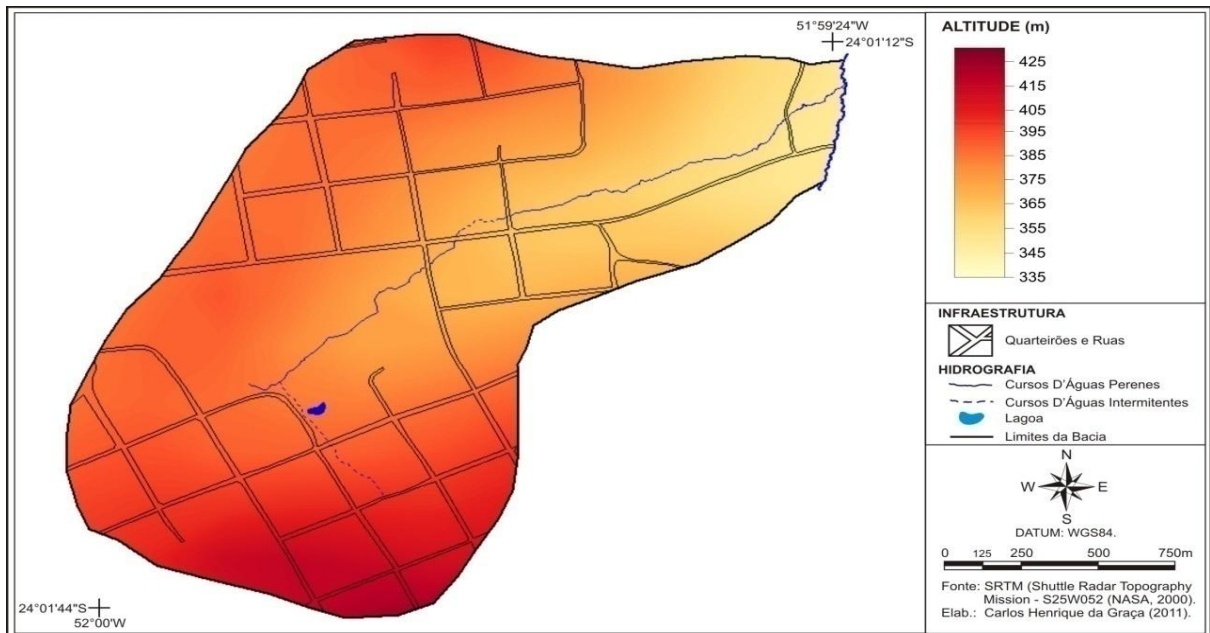 51°59'24"W
24°01'12"S
24°01'44"S
52°00'W
ALTITUDE (m)
425
415
405
395
385
375
365
355
345
335
INFRAESTRUTURA
Quarteirões e Ruas
HIDROGRAFIA
Cursos D'Águas Perenes
Cursos D'Águas Intermitentes
Lagoa
Limites da Bacia
N
W E
S
DATUM: WGS84.
0 125 250 500 750m
Fonte: SRTM (Shuttle Radar Topography
Mission - S25W052 (NASA, 2000).
Elab.: Carlos Henrique da Graça (2011).